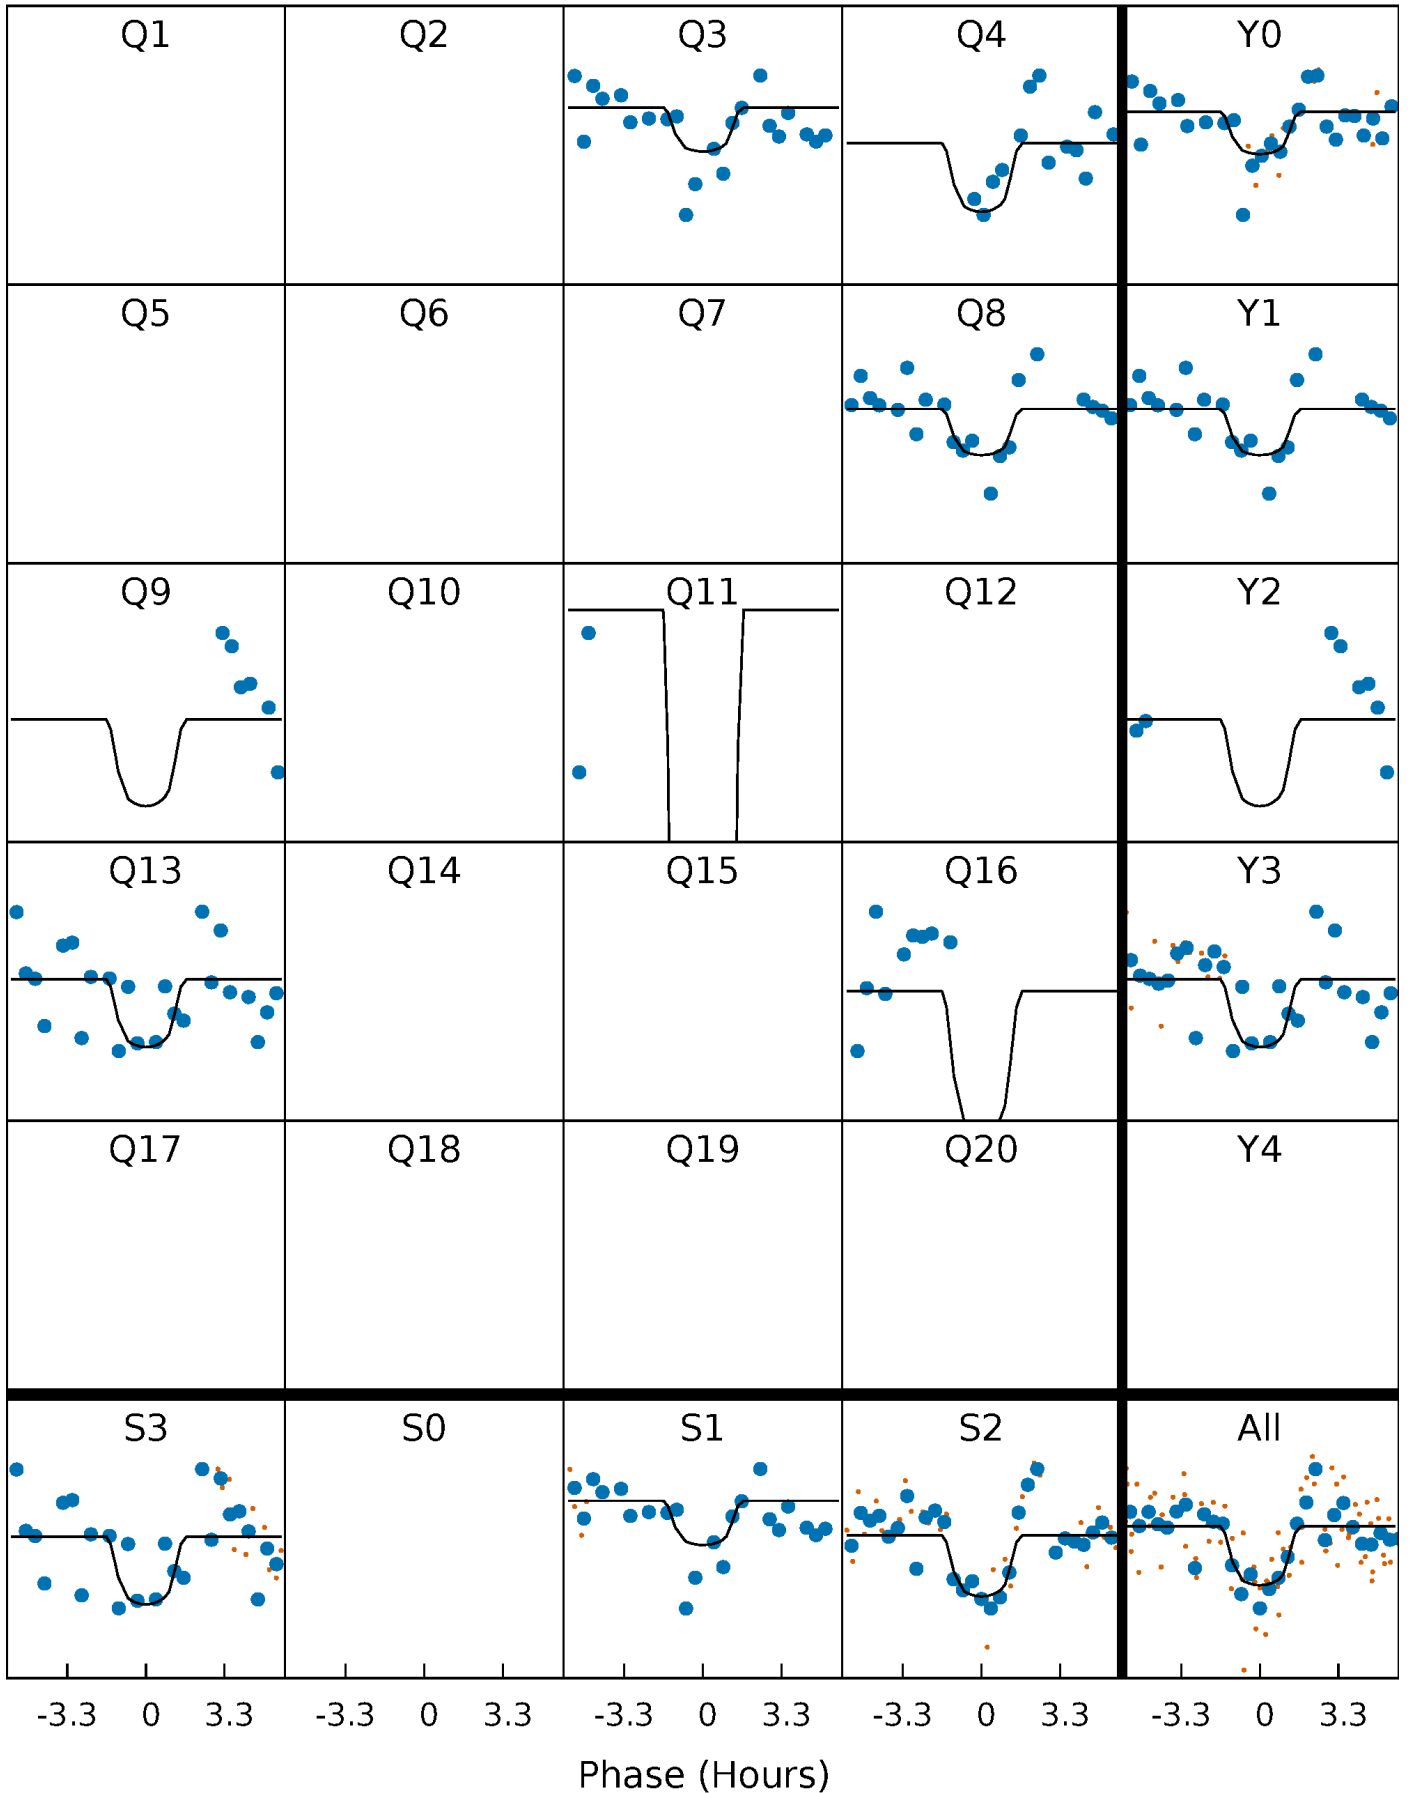 Q1 Q2 Q3 Q4 Y0
Q5 Q6 Q7 Q8 Y1
Q9 Q10 Q11 Q12 Y2
Q13 Q14 Q15 Q16 Y3
Q17 Q18 Q19 Q20 Y4
S3 S0 S1 S2 All
-3.3 0 3.3 -3.3 0 3.3 -3.3 0 3.3 -3.3 0 3.3 -3.3 0 3.3
Phase (Hours)